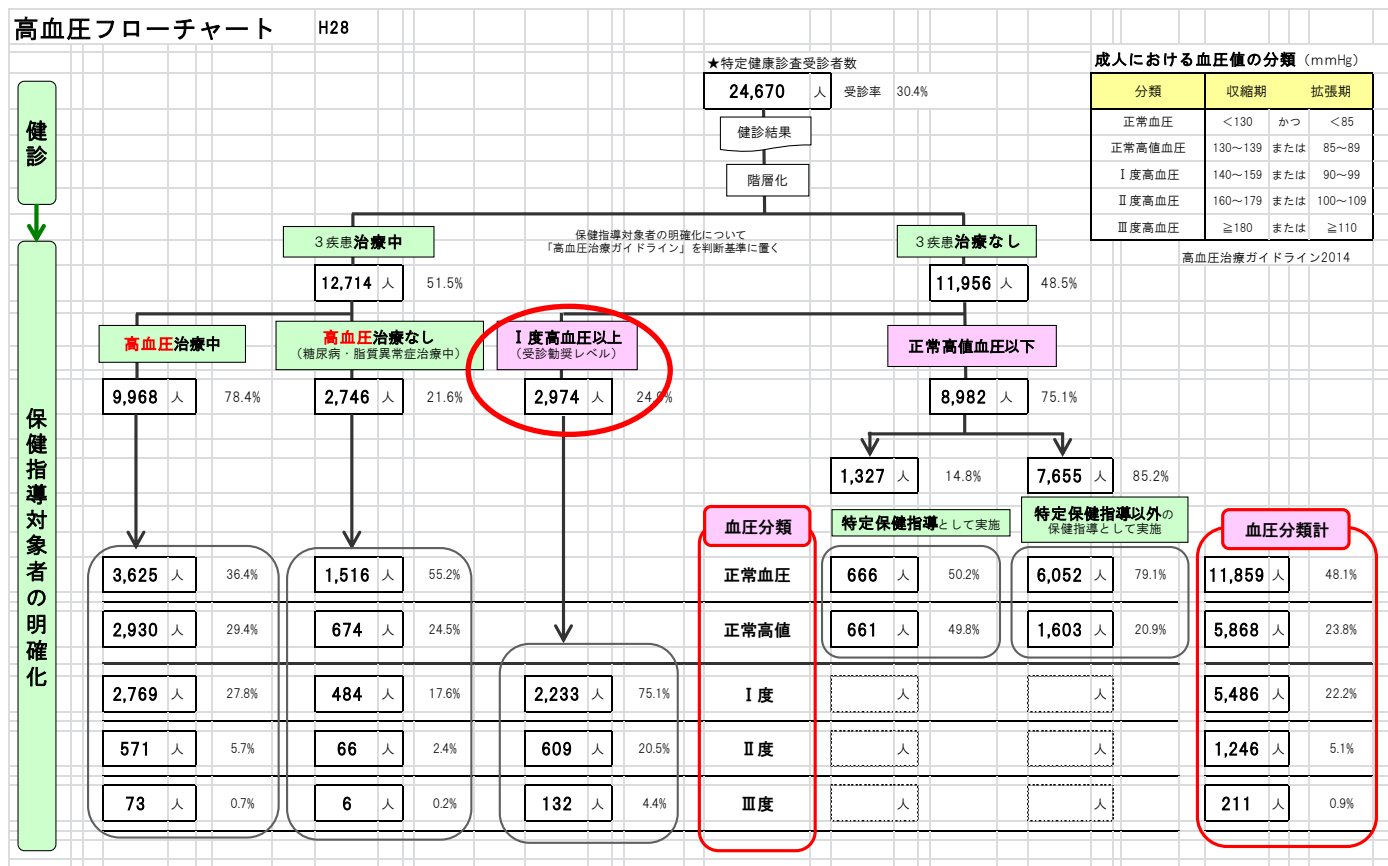 高血圧フローチャート H28
★特定健康診査受診者数
24,670 人 受診率 30.4%
健診結果
階層化
成人における血圧値の分類 (mmHg)
分類 収縮期 拡張期
正常血圧 <130 かつ <85
正常高値血圧 130~139 または 85~89
Ⅰ度高血圧 140~159 または 90~99
Ⅱ度高血圧 160~179 または 100~109
Ⅲ度高血圧 ≧180 または ≧110
高血圧治療ガイドライン2014
健診
保健指導対象者の明確化
3疾患治療中
保健指導対象者の明確化について
「高血圧治療ガイドライン」を判断基準に置く
3疾患治療なし
12,714 人 51.5%
11,956 人 48.5%
高血圧治療中
高血圧治療なし
(糖尿病・脂質異常症治療中)
Ⅰ度高血圧以上
(受診勧奨レベル)
正常高値血圧以下
9,968 人 78.4%
2,746 人 21.6%
2,974 人 24.9%
8,982 人 75.1%
1,327 人 14.8%
7,655 人 85.2%
血圧分類
特定保健指導として実施
特定保健指導以外の
保健指導として実施
血圧分類計
3,625 人 36.4% 1,516 人 55.2% 正常血圧 666 人 50.2% 6,052 人 79.1% 11,859 人 48.1%
2,930 人 29.4% 674 人 24.5% 正常高値 661 人 49.8% 1,603 人 20.9% 5,868 人 23.8%
2,769 人 27.8% 484 人 17.6% 2,233 人 75.1% Ⅰ度 人 人 5,486 人 22.2%
571 人 5.7% 66 人 2.4% 609 人 20.5% Ⅱ度 人 人 1,246 人 5.1%
73 人 0.7% 6 人 0.2% 132 人 4.4% Ⅲ度 人 人 211 人 0.9%